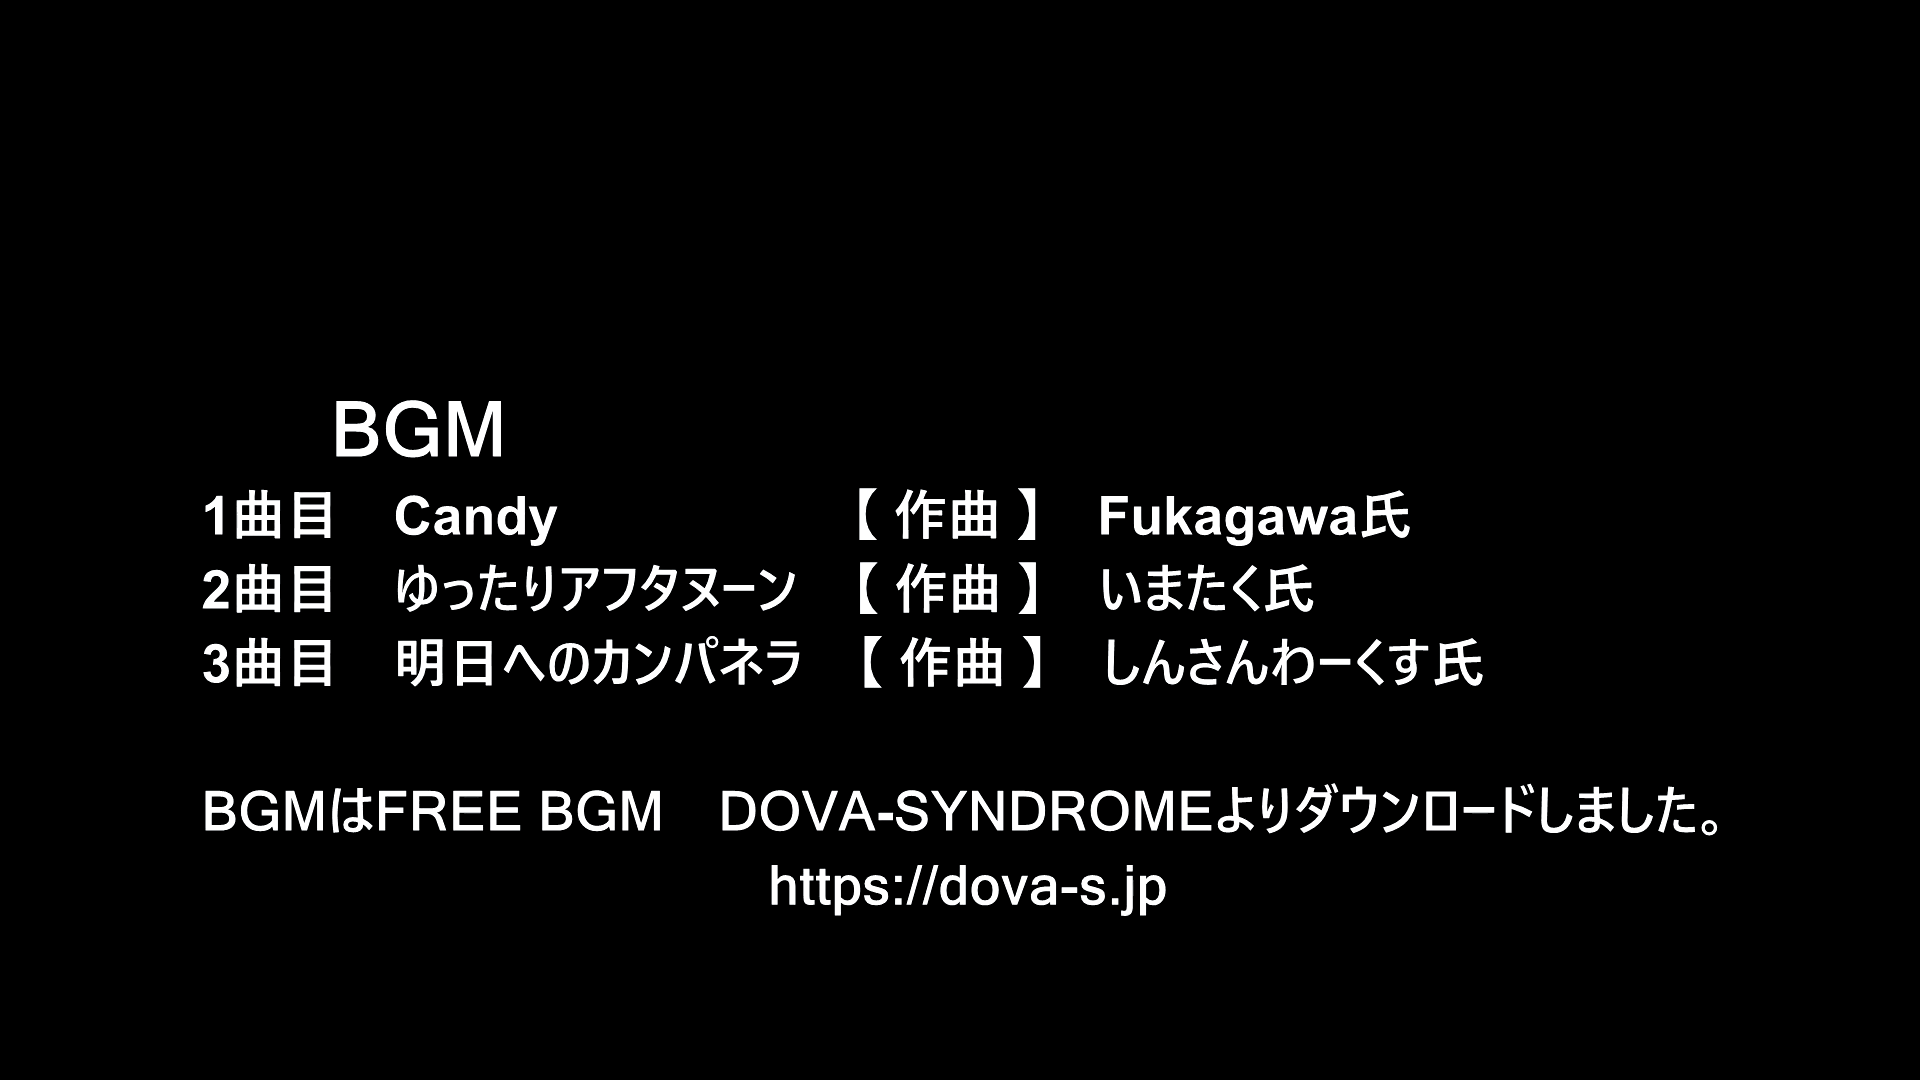 BGM
1曲目　Candy　【 作曲 】　Fukagawa氏
2曲目　ゆったりアフタヌーン　【 作曲 】　いまたく氏
3曲目　明日へのカンパネラ　【 作曲 】　しんさんわーくす氏
BGMはFREE BGM　DOVA-SYNDROMEよりダウンロードしました。
https://dova-s.jp